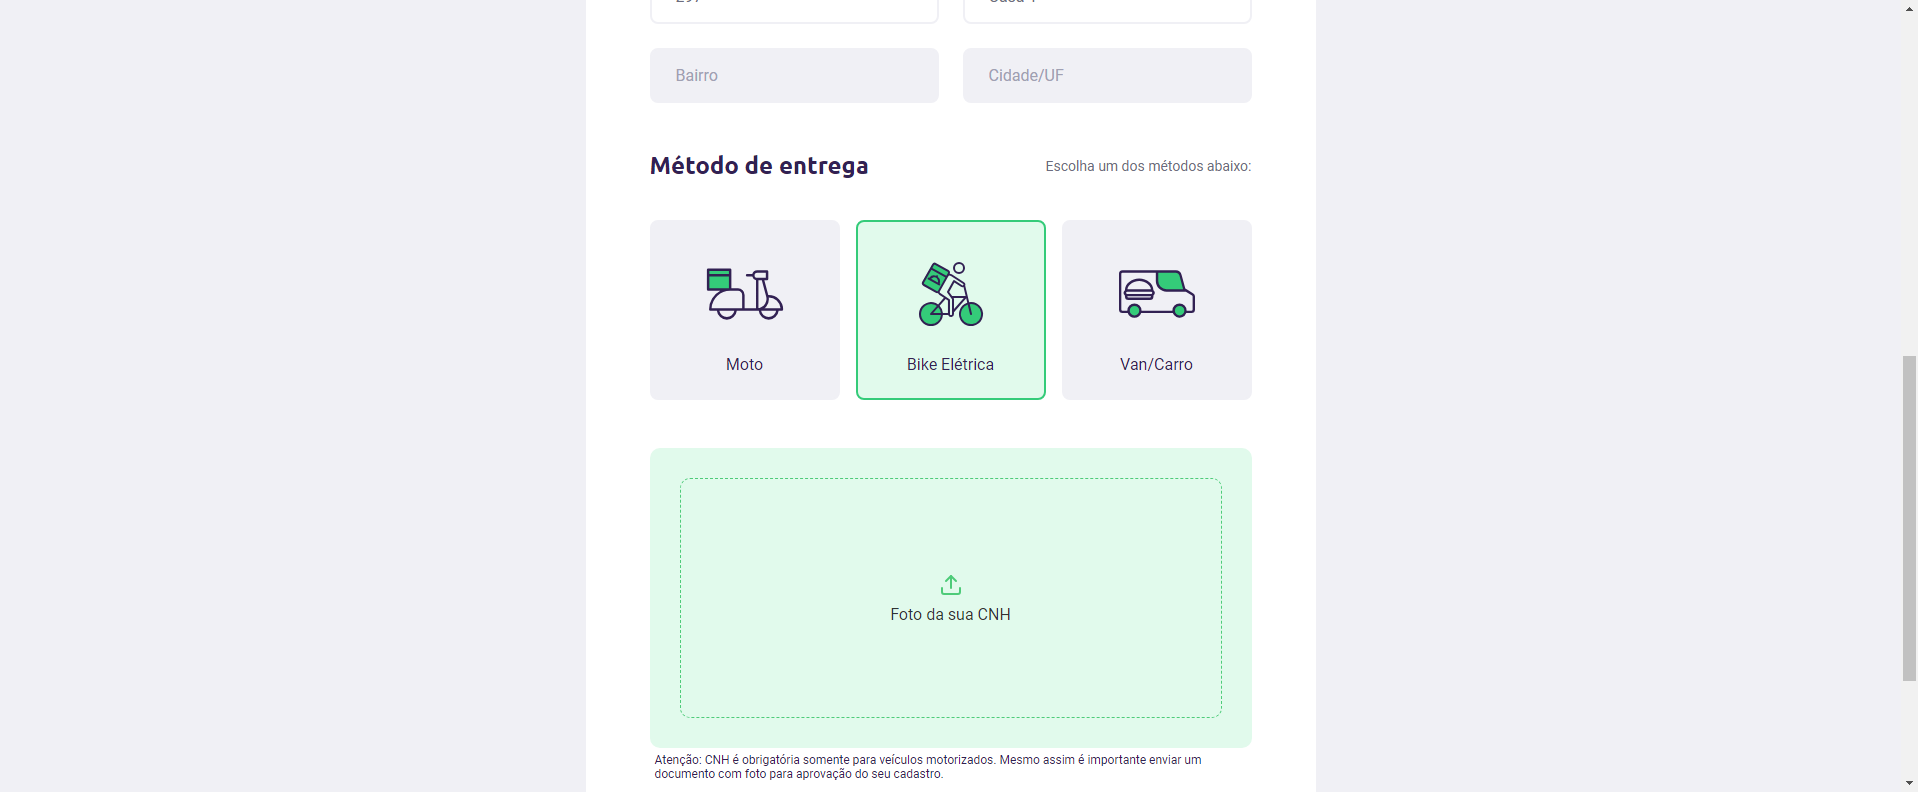 Bairro
Cidade/UF
Método de entrega
Escolha um dos métodos abaixo:
Moto
Bike Elétrica
Van/Carro
Foto da sua CNH
Atenção: CNH é obrigatória somente para veículos motorizados. Mesmo assim é importante enviar um
documento com foto para aprovação do seu cadastro.